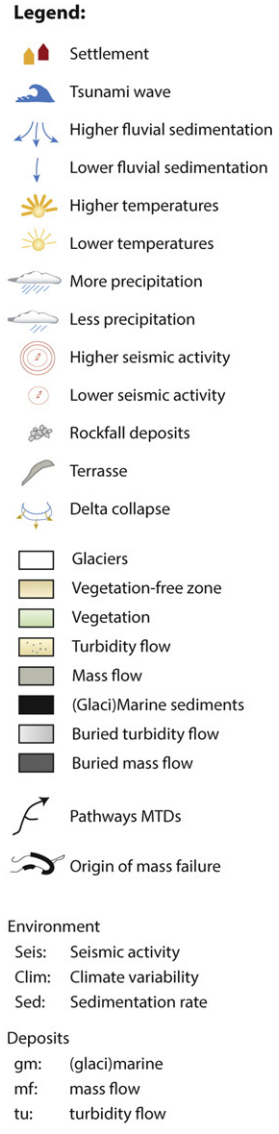 Legend:
Settlement
Tsunami wave
Higher fluvial sedimentation
Lower fluvial sedimentation
Higher temperatures
Lower temperatures
More precipitation
Less precipitation
Higher seismic activity
Lower seismic activity
Rockfall deposits
Terrasse
Delta collapse
Glaciers
Vegetation-free zone
Vegetation
Turbidity flow
Mass flow
(Glaci)Marine sediments
Buried turbidity flow
Buried mass flow
Pathways MTDs
Origin of mass failure
Environment
Seis: Seismic activity
Clim: Climate variability
Sed: Sedimentation rate
Deposits
gm: (glaci)marine
mf: mass flow
tu: turbidity flow